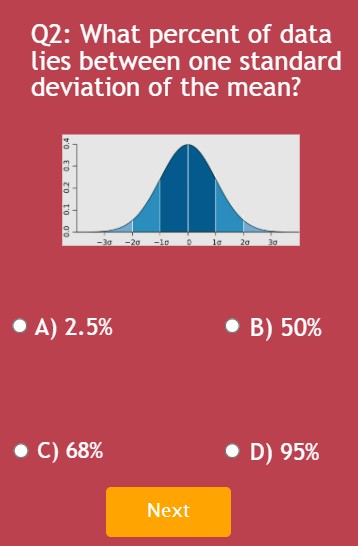 Q2: What percent of data
lies between one standard
deviation of the mean?
0.4
0.3
0.2
0.1
0.0
−3σ −2σ −1σ 0 1σ 2σ 3σ
A) 2.5%
B) 50%
C) 68%
D) 95%
Next